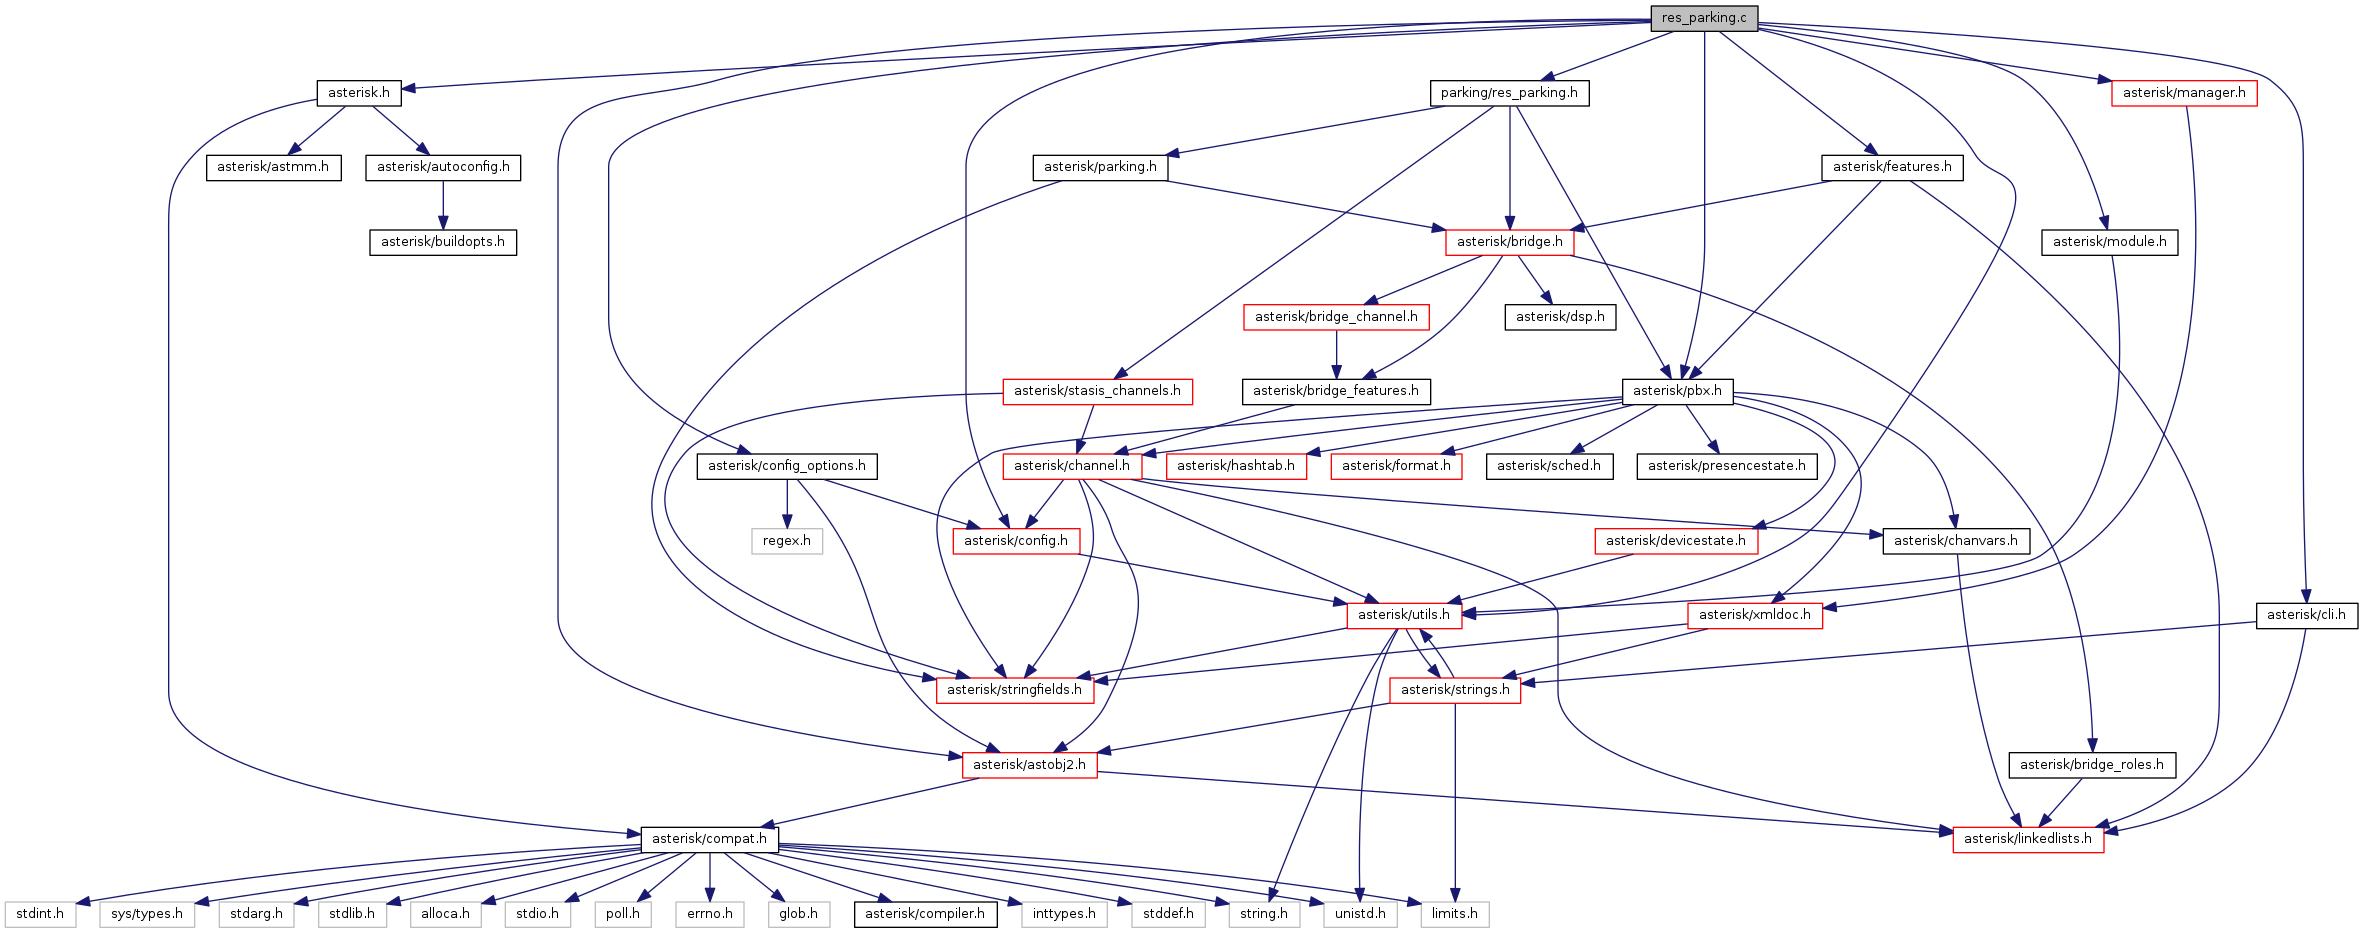 res_parking.c
asterisk.h
parking/res_parking.h
asterisk/manager.h
asterisk/astmm.h
asterisk/autoconfig.h
asterisk/parking.h
asterisk/features.h
asterisk/buildopts.h
asterisk/bridge.h
asterisk/module.h
asterisk/bridge_channel.h
asterisk/dsp.h
asterisk/stasis_channels.h
asterisk/bridge_features.h
asterisk/pbx.h
asterisk/config_options.h
asterisk/channel.h
asterisk/hashtab.h
asterisk/format.h
asterisk/sched.h
asterisk/presencestate.h
regex.h
asterisk/config.h
asterisk/devicestate.h
asterisk/chanvars.h
asterisk/utils.h
asterisk/xmldoc.h
asterisk/cli.h
asterisk/stringfields.h
asterisk/strings.h
asterisk/astobj2.h
asterisk/bridge_roles.h
asterisk/compat.h
asterisk/linkedlists.h
stdint.h
sys/types.h
stdarg.h
stdlib.h
alloca.h
stdio.h
poll.h
errno.h
glob.h
asterisk/compiler.h
inttypes.h
stddef.h
string.h
unistd.h
limits.h